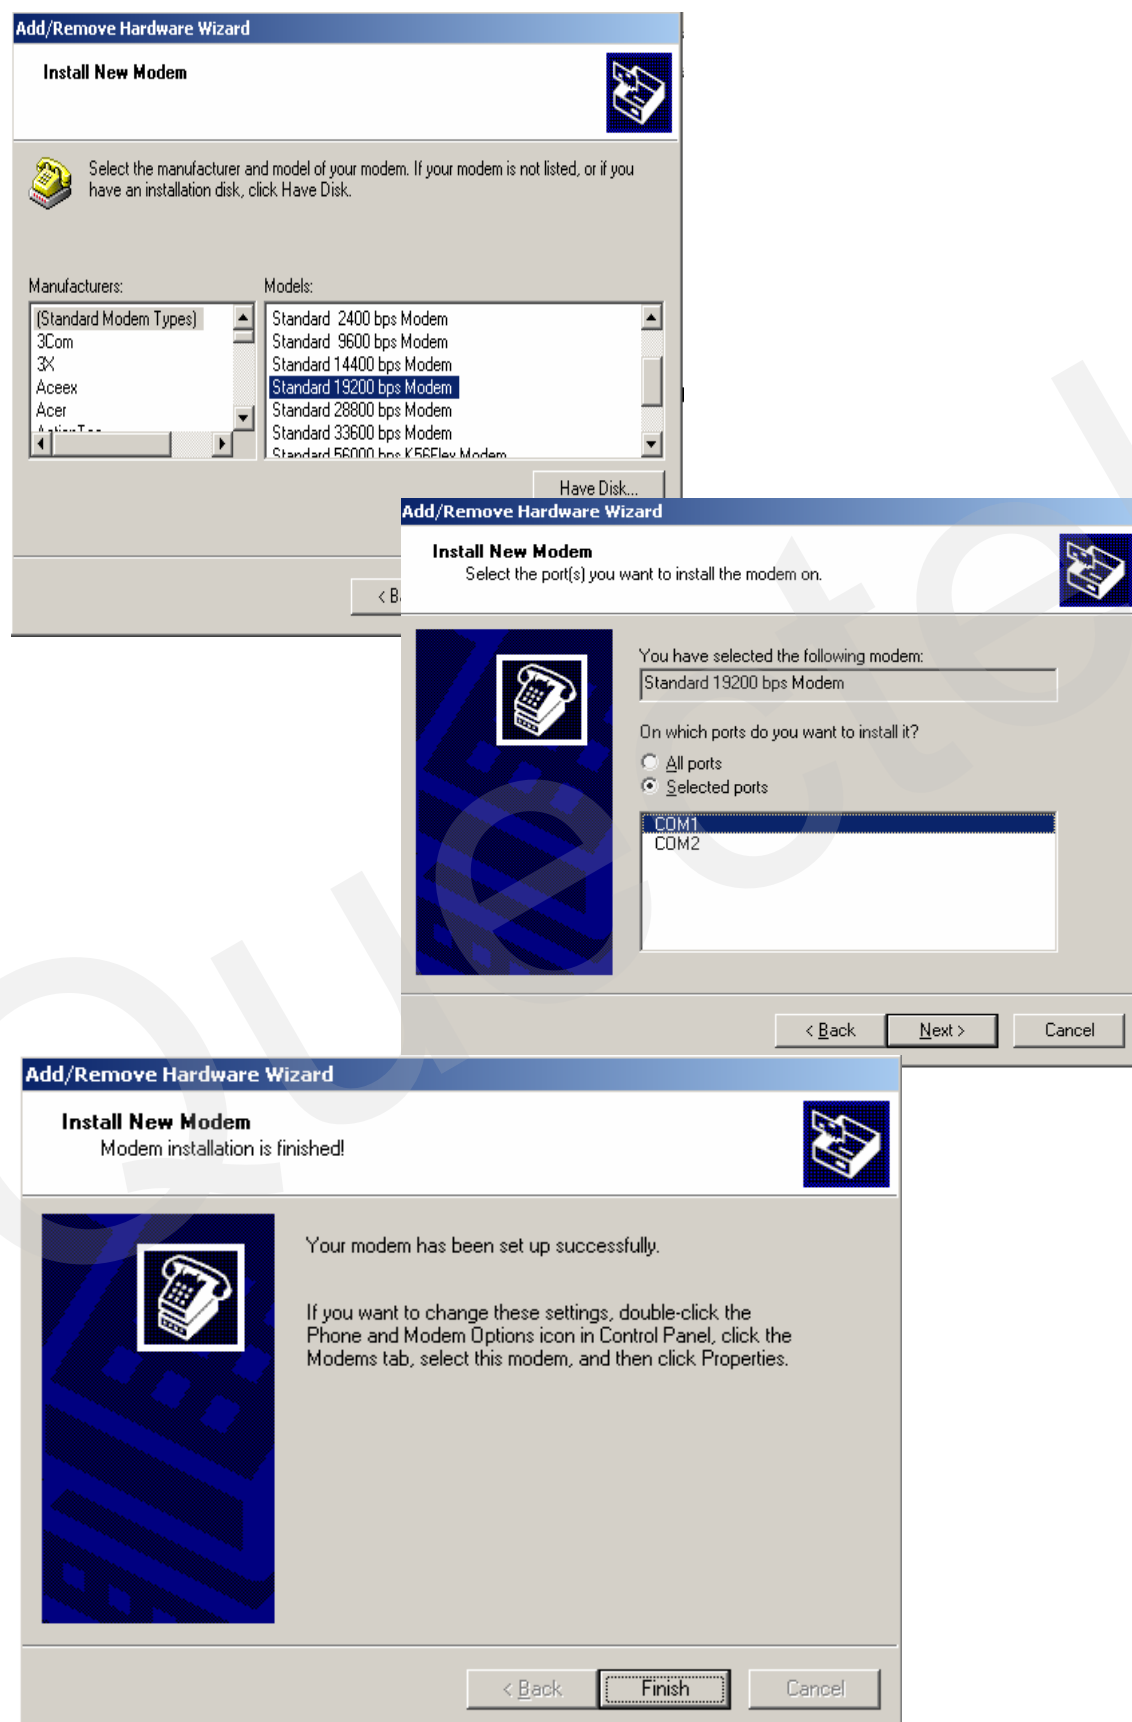 Add/Remove Hardware Wizard
Install New Modem
Select the manufacturer and model of your modem. If your modem is not listed, or if you
have an installation disk, click Have Disk.
Manufacturers:
(Standard Modem Types)
3Com
3X
Aceex
Acer
Models:
Standard 2400 bps Modem
Standard 9600 bps Modem
Standard 14400 bps Modem
Standard 19200 bps Modem
Standard 28800 bps Modem
Standard 33600 bps Modem
Standard 56000 bps K56Flex Modem
Have Disk...
< B
Add/Remove Hardware Wizard
Install New Modem
Select the port(s) you want to install the modem on.
You have selected the following modem:
Standard 19200 bps Modem
On which ports do you want to install it?
All ports
Selected ports
COM1
COM2
< Back
Next >
Cancel
Add/Remove Hardware Wizard
Install New Modem
Modem installation is finished!
Your modem has been set up successfully.
If you want to change these settings, double-click the
Phone and Modem Options icon in Control Panel, click the
Modems tab, select this modem, and then click Properties.
< Back
Finish
Cancel
Quectel